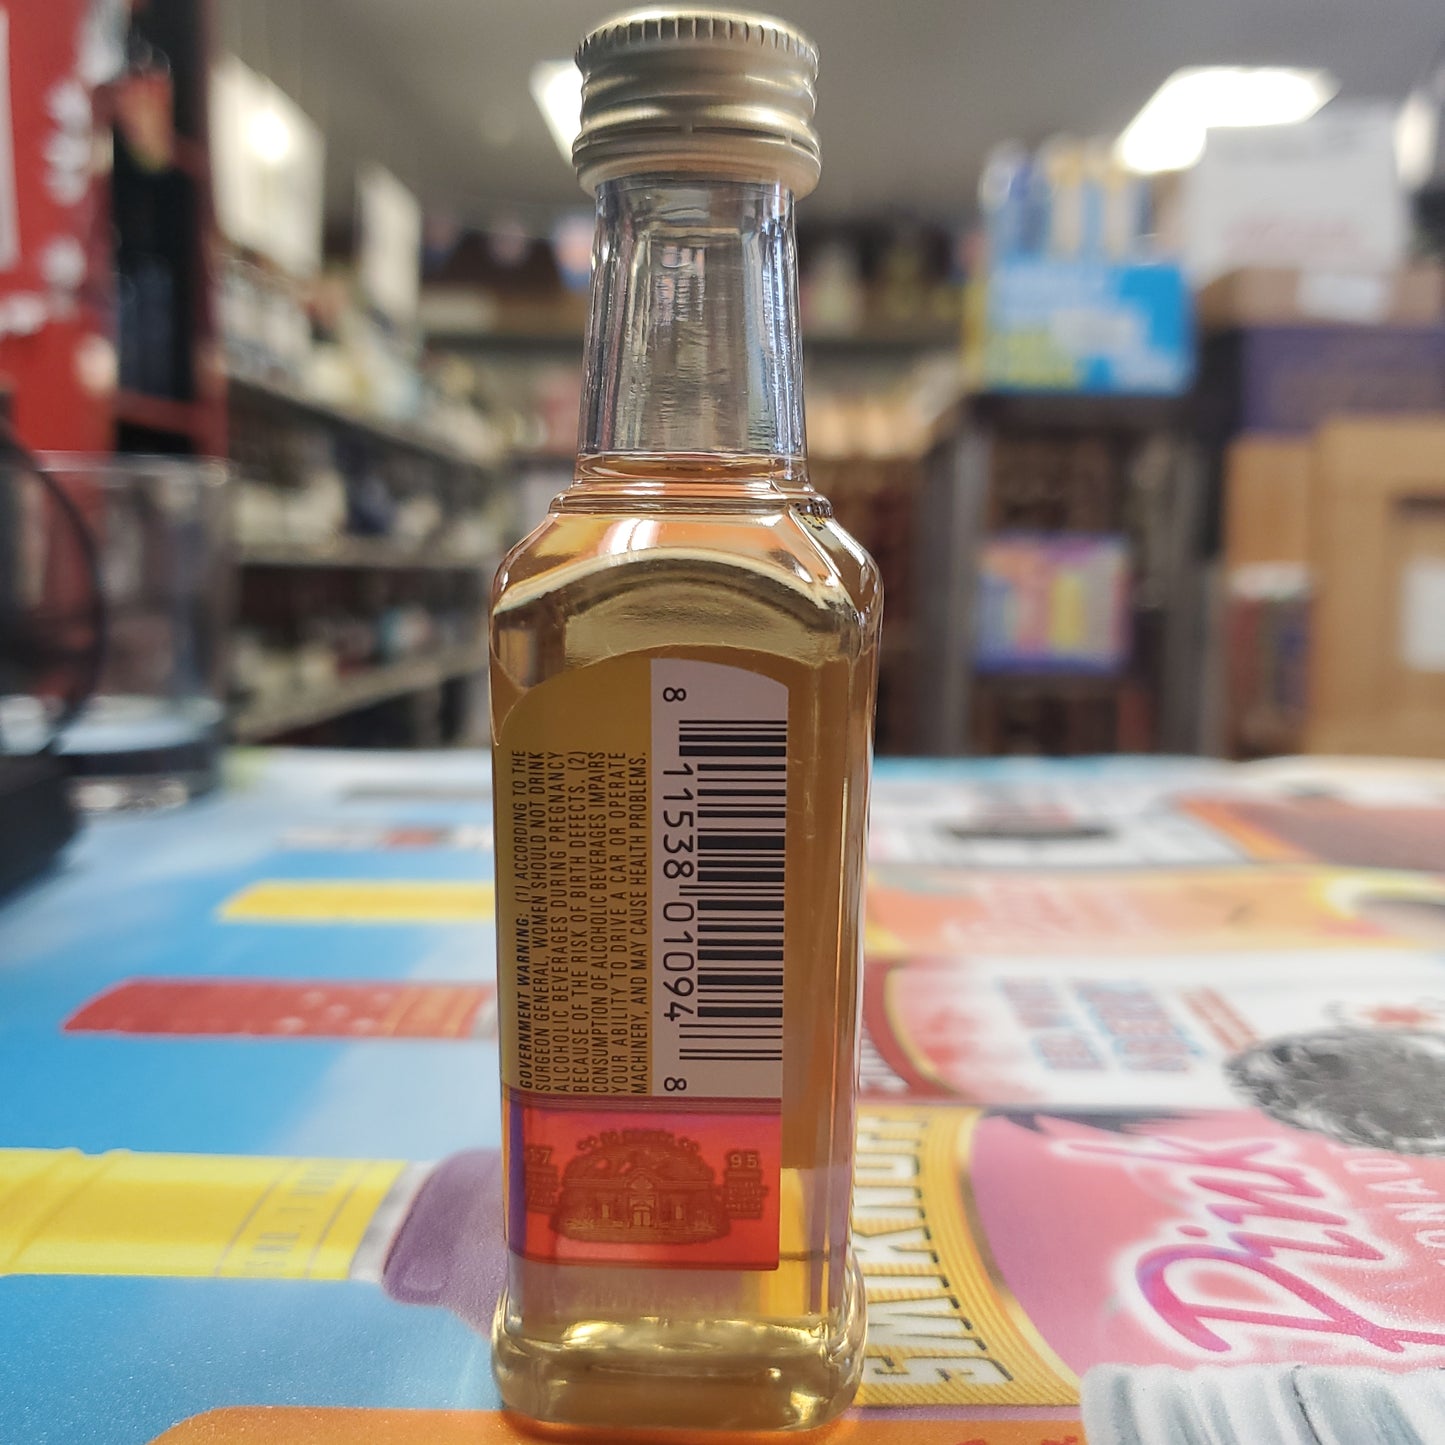 GOVERNMENT WARNING: (1) ACCORDING TO THE
SURGEON GENERAL, WOMEN SHOULD NOT DRINK
ALCOHOLIC BEVERAGES DURING PREGNANCY
BECAUSE OF THE RISK OF BIRTH DEFECTS. (2)
CONSUMPTION OF ALCOHOLIC BEVERAGES IMPAIRS
YOUR ABILITY TO DRIVE A CAR OR OPERATE
MACHINERY, AND MAY CAUSE HEALTH PROBLEMS.
8 11538 01094 8
17 95
SMIRNOFF
Pink